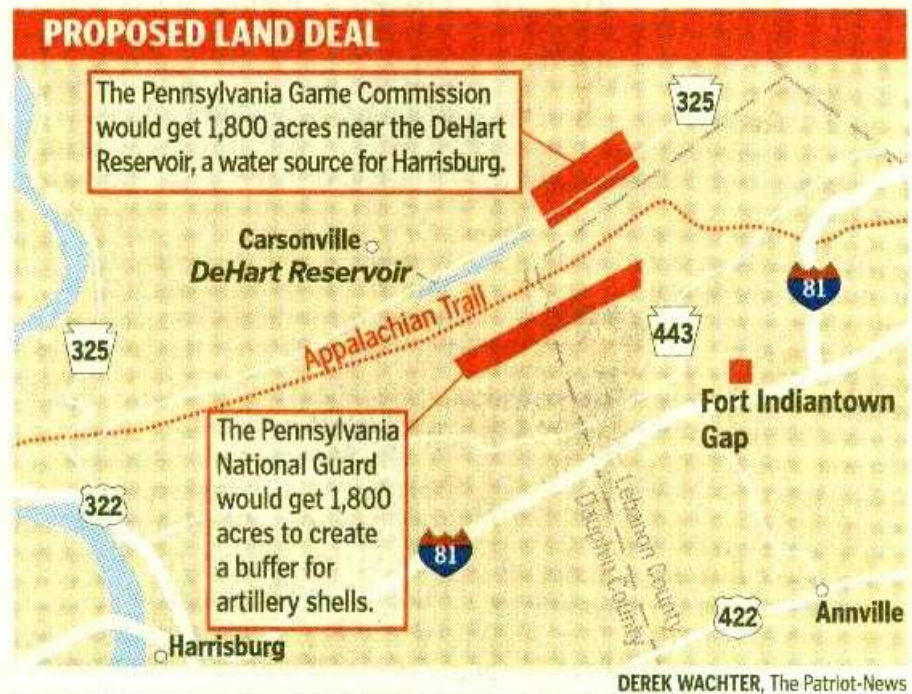 PROPOSED LAND DEAL
The Pennsylvania Game Commission
would get 1,800 acres near the DeHart
Reservoir, a water source for Harrisburg.
325
Carsonville
DeHart Reservoir
81
Appalachian Trail
443
325
Fort Indiantown
Gap
The Pennsylvania
National Guard
would get 1,800
acres to create
a buffer for
artillery shells.
322
Lebanon County
Dauphin County
81
422
Annville
Harrisburg
DEREK WACHTER, The Patriot-News